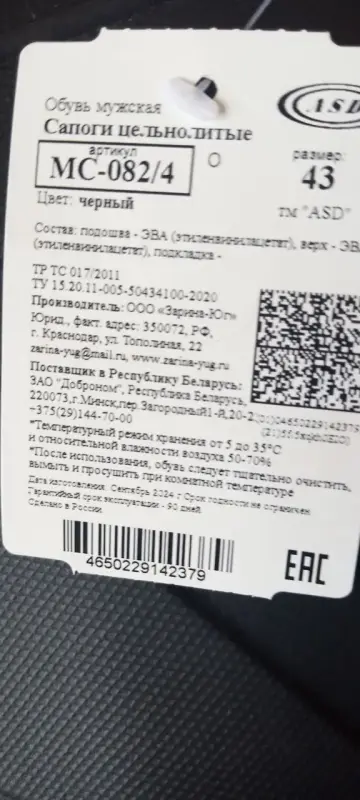 Обувь мужская
ASD
Сапоги цельнолитые
артикул
МС-082/4
О
размер:
43
Цвет: черный
тм "ASD"
Состав: подошва - ЭВА (этиленвинилацетат), верх - ЭВА
(этиленвинилацетат), подкладка -
ТР ТС 017/2011
ТУ 15.20.11-005-50434100-2020
Производитель: ООО «Зарина-Юг»
Юрид., факт. адрес: 350072, РФ,
г. Краснодар, ул. Тополиная, 22
zarina-yug@mail.ru, www.zarina-yug.ru
Поставщик в Республику Беларусь:
ЗАО "Доброном", Республика Беларусь,
220073,г.Минск,пер.Загородный1-й,20-2
+375(29)144-70-00
(01)04650229142379
*Температурный режим хранения от 5 до 35°С
и относительной влажности воздуха 50-70%
*После использования, обувь следует тщательно очистить,
вымыть и просушить при комнатной температуре
Дата изготовления: Сентябрь 2024 г Срок годности не ограничен
Гарантийный срок эксплуатации - 90 дней.
Сделано в России.
4650229142379
ЕАС